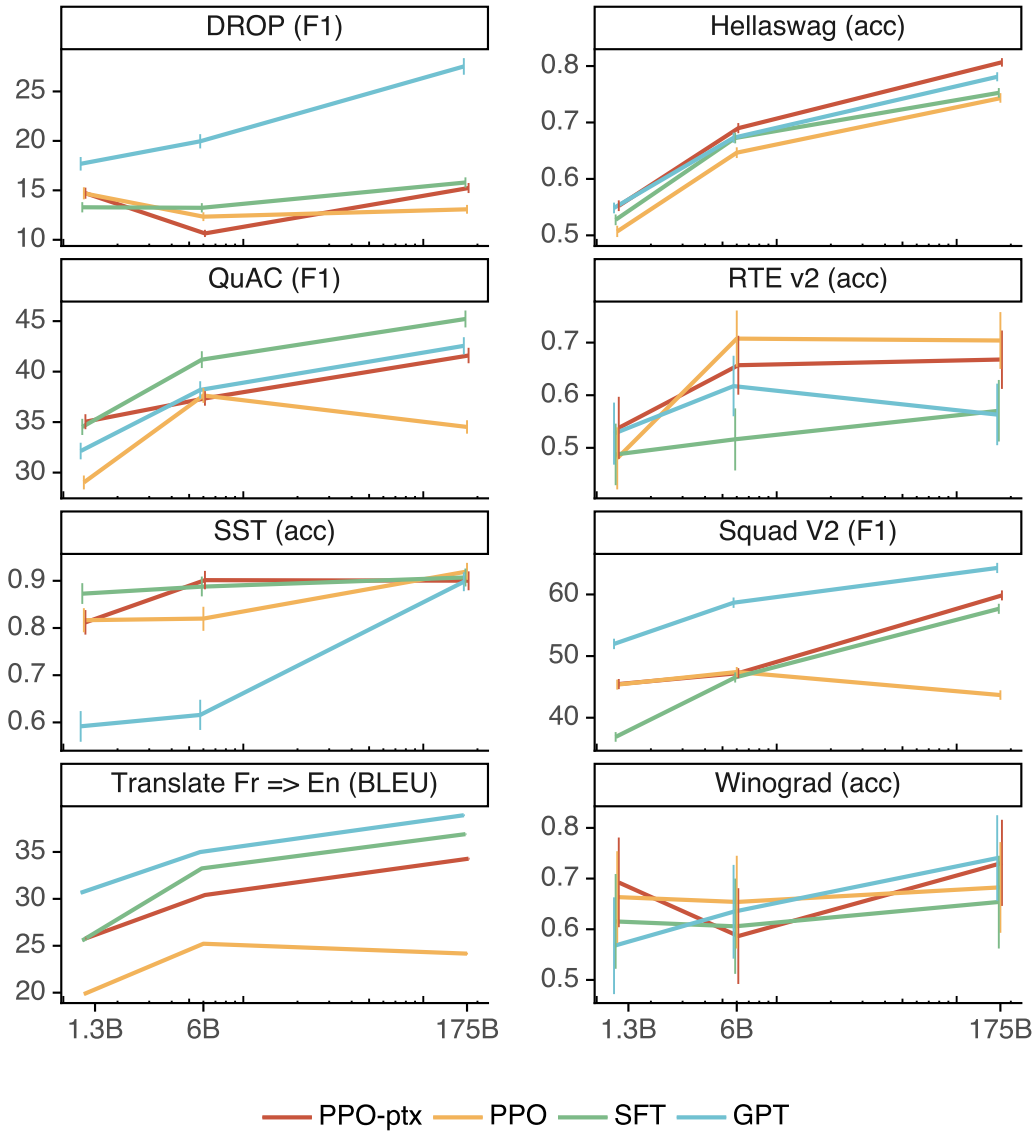 DROP (F1)
25
20
15
10
Hellaswag (acc)
0.8
0.7
0.6
0.5
QuAC (F1)
45
40
35
30
RTE v2 (acc)
0.7
0.6
0.5
SST (acc)
0.9
0.8
0.7
0.6
Squad V2 (F1)
60
50
40
Translate Fr => En (BLEU)
35
30
25
20
1.3B 6B 175B
Winograd (acc)
0.8
0.7
0.6
0.5
1.3B 6B 175B
PPO-ptx PPO SFT GPT